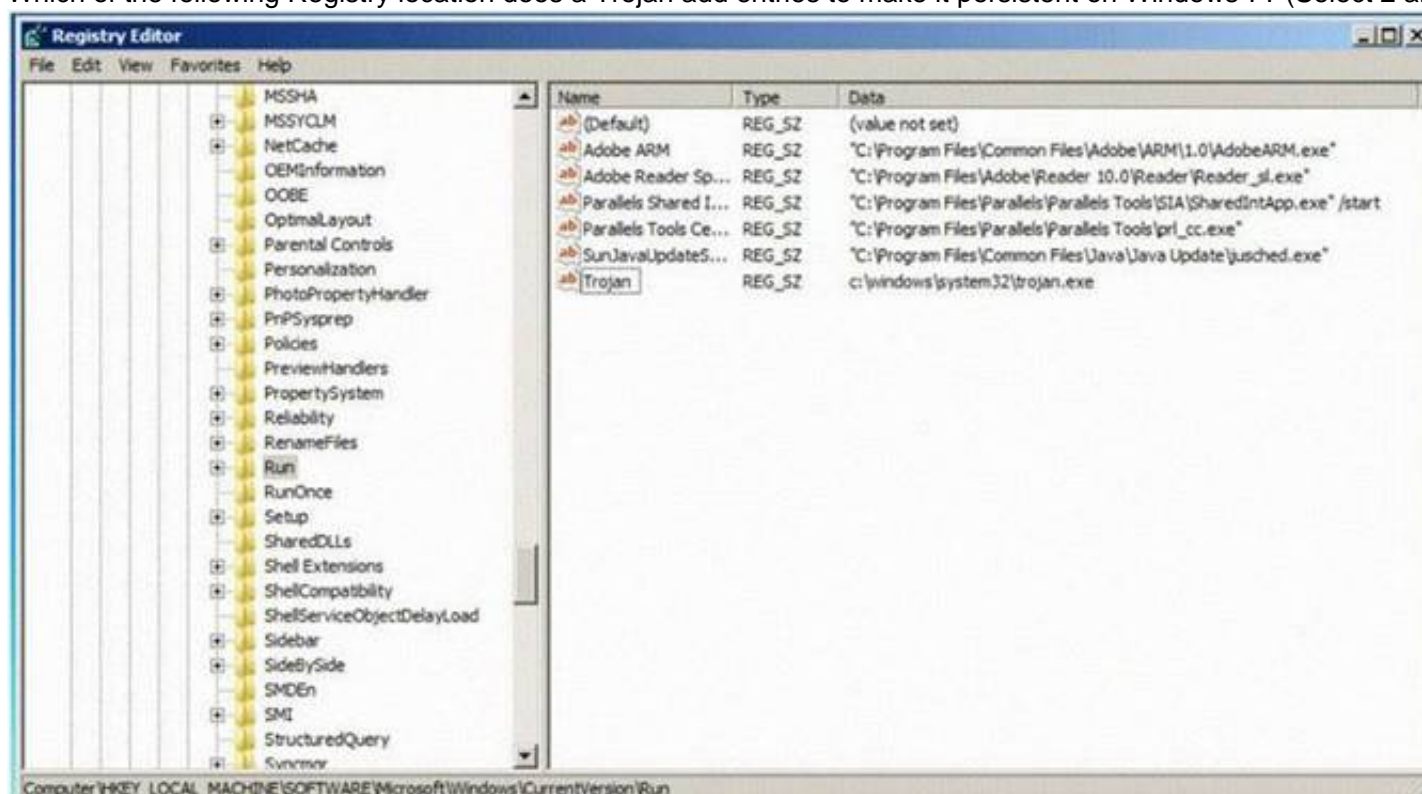 Which of the following Registry location does a Trojan add entries to make it persistent on Windows 7? (Select 2
Registry Editor
File Edit View Favorites Help
MSSHA
MSSYCLM
NetCache
OEMInformation
OOBE
OptimalLayout
Parental Controls
Personalization
PhotoPropertyHandler
PnPSysprep
Policies
PreviewHandlers
PropertySystem
Reliability
RenameFiles
Run
RunOnce
Setup
SharedDLLs
Shell Extensions
ShellCompatibility
ShellServiceObjectDelayLoad
Sidebar
SideBySide
SMDEn
SMI
StructuredQuery
Syncmgr
Name Type Data
(Default) REG_SZ (value not set)
Adobe ARM REG_SZ "C:\Program Files\Common Files\Adobe\ARM\1.0\AdobeARM.exe"
Adobe Reader Sp... REG_SZ "C:\Program Files\Adobe\Reader 10.0\Reader\Reader_sl.exe"
Parallels Shared I... REG_SZ "C:\Program Files\Parallels\Parallels Tools\SIA\SharedIntApp.exe" /start
Parallels Tools Ce... REG_SZ "C:\Program Files\Parallels\Parallels Tools\prl_cc.exe"
SunJavaUpdateS... REG_SZ "C:\Program Files\Common Files\Java\Java Update\jusched.exe"
Trojan REG_SZ c:\windows\system32\trojan.exe
Computer\HKEY_LOCAL_MACHINE\SOFTWARE\Microsoft\Windows\CurrentVersion\Run